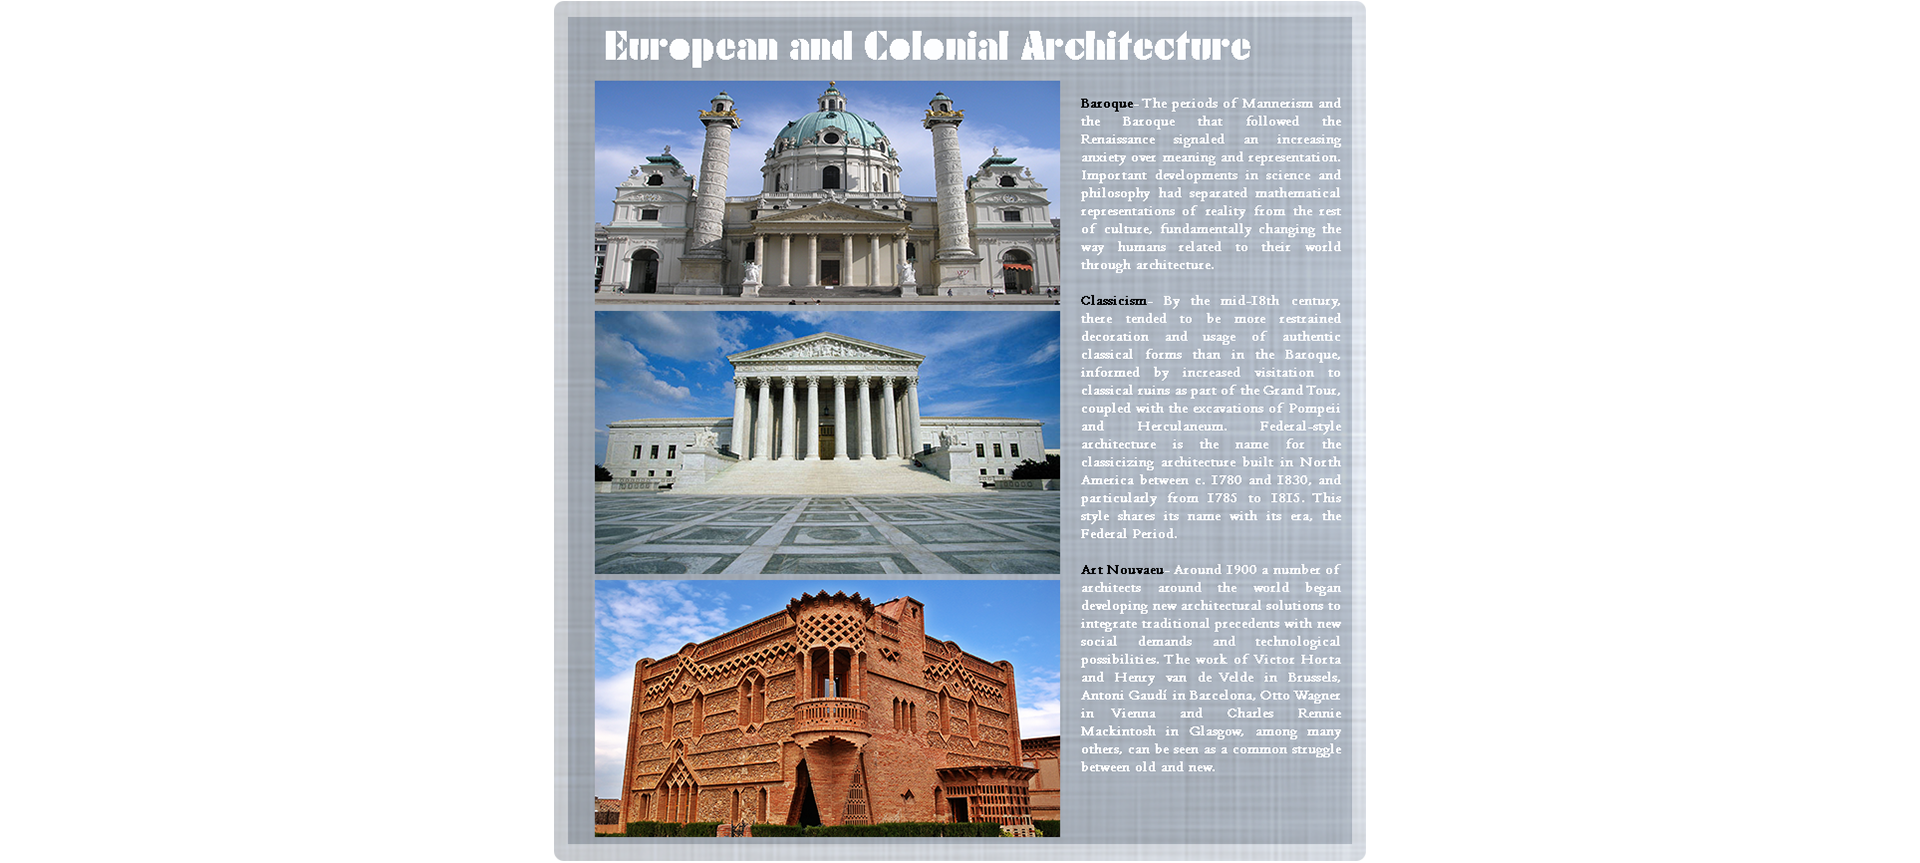 European and Colonial Architecture
Baroque- The periods of Mannerism and
the Baroque that followed the
Renaissance signaled an increasing
anxiety over meaning and representation.
Important developments in science and
philosophy had separated mathematical
representations of reality from the rest
of culture, fundamentally changing the
way humans related to their world
through architecture.
Classicism- By the mid-18th century,
there tended to be more restrained
decoration and usage of authentic
classical forms than in the Baroque,
informed by increased visitation to
classical ruins as part of the Grand Tour,
coupled with the excavations of Pompeii
and Herculaneum. Federal-style
architecture is the name for the
classicizing architecture built in North
America between c. 1780 and 1830, and
particularly from 1785 to 1815. This
style shares its name with its era, the
Federal Period.
Art Nouvaeu- Around 1900 a number of
architects around the world began
developing new architectural solutions to
integrate traditional precedents with new
social demands and technological
possibilities. The work of Victor Horta
and Henry van de Velde in Brussels,
Antoni Gaudí in Barcelona, Otto Wagner
in Vienna and Charles Rennie
Mackintosh in Glasgow, among many
others, can be seen as a common struggle
between old and new.